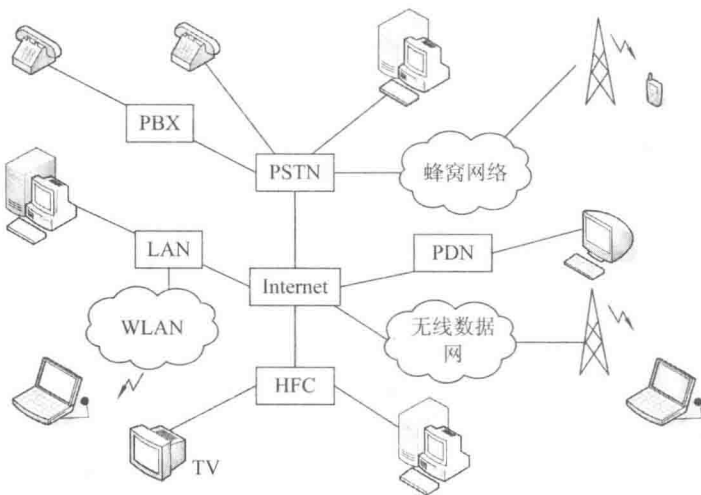 PBX
PSTN
蜂窝网络
LAN
PDN
Internet
WLAN
无线数据
网
HFC
TV